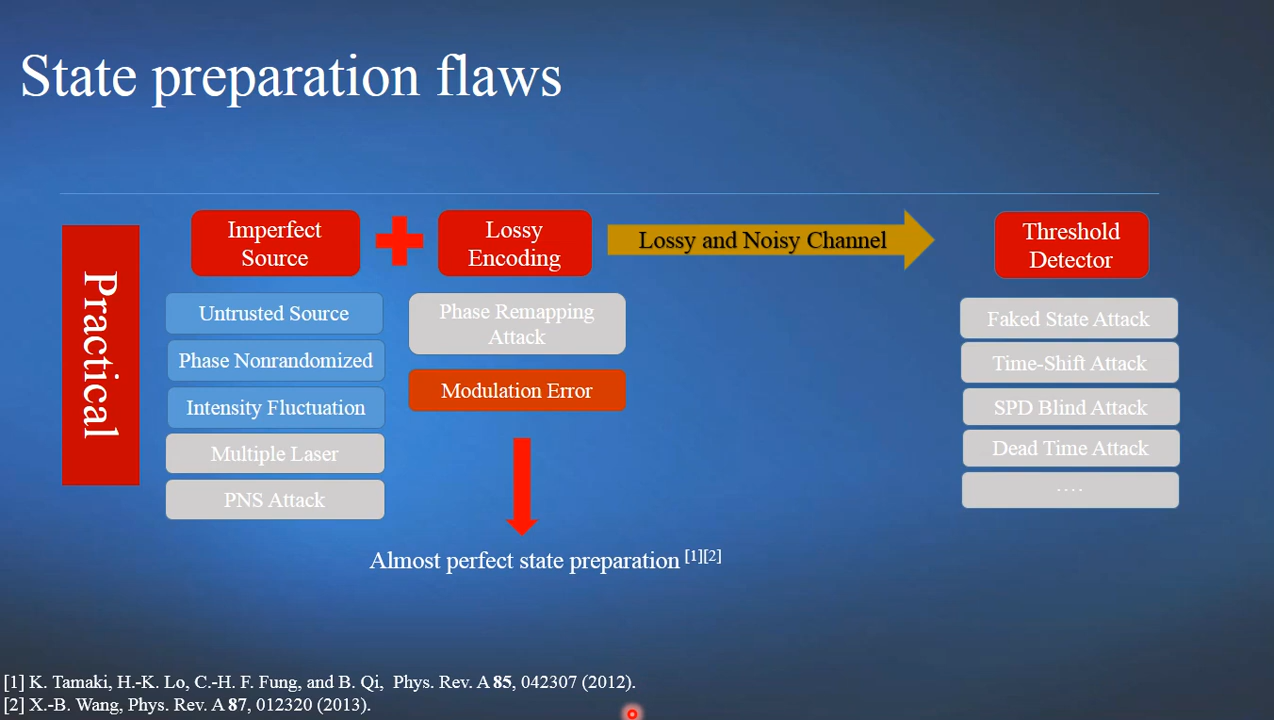 State preparation flaws
Practical
Imperfect
Source
Lossy
Encoding
Lossy and Noisy Channel
Threshold
Detector
Untrusted Source
Phase Nonrandomized
Intensity Fluctuation
Multiple Laser
PNS Attack
Phase Remapping
Attack
Modulation Error
Faked State Attack
Time-Shift Attack
SPD Blind Attack
Dead Time Attack
....
Almost perfect state preparation [1][2]
[1] K. Tamaki, H.-K. Lo, C.-H. F. Fung, and B. Qi, Phys. Rev. A 85, 042307 (2012).
[2] X.-B. Wang, Phys. Rev. A 87, 012320 (2013).